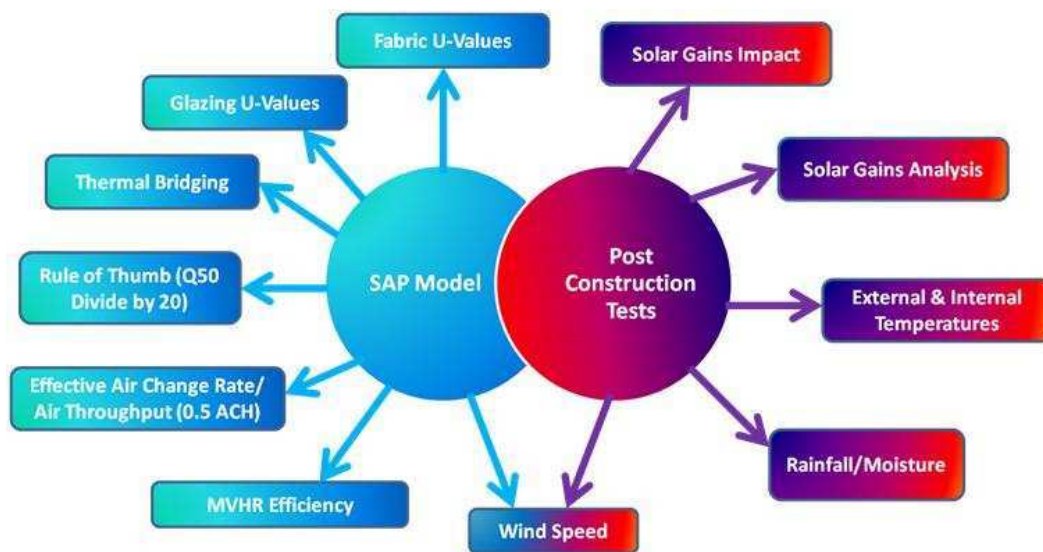 Fabric U-Values
Solar Gains Impact
Glazing U-Values
Thermal Bridging
Solar Gains Analysis
Rule of Thumb (Q50
Divide by 20)
SAP Model
Post
Construction
Tests
External & Internal
Temperatures
Effective Air Change Rate/
Air Throughput (0.5 ACH)
Rainfall/Moisture
MVHR Efficiency
Wind Speed